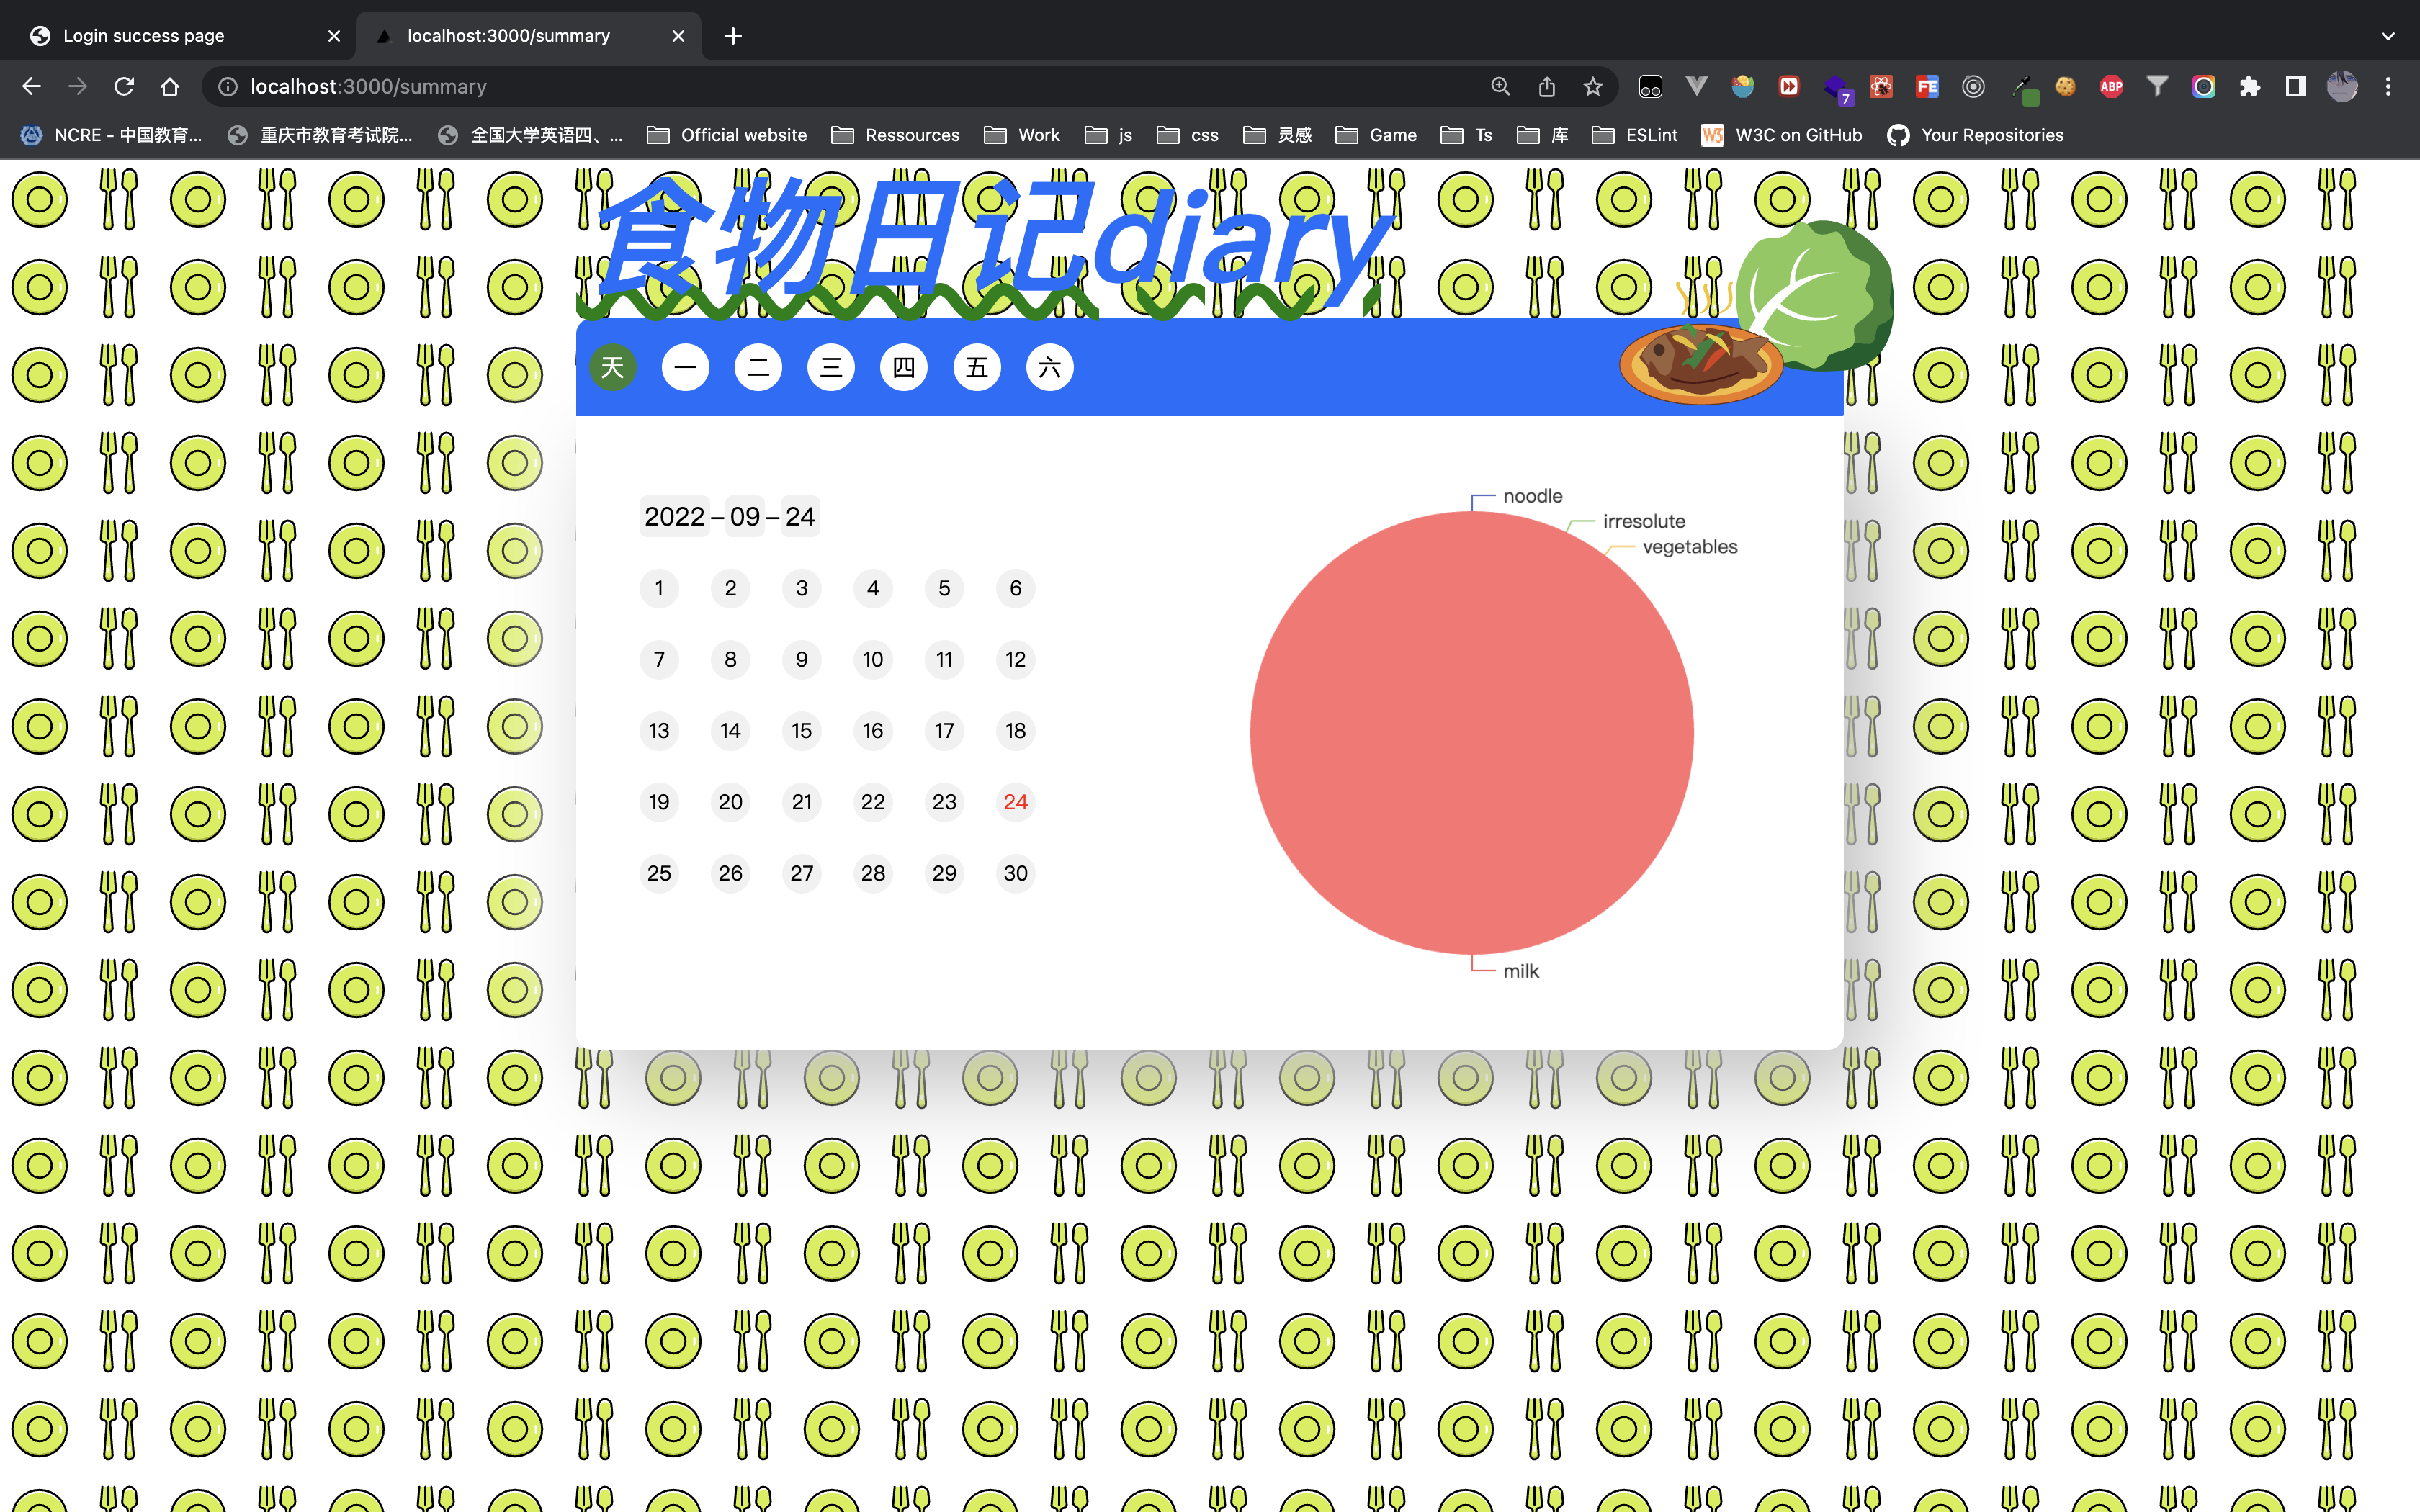 Login success page
localhost:3000/summary
localhost:3000/summary
7
FE
ABP
NCRE - 中国教育... 重庆市教育考试院... 全国大学英语四、... Official website Ressources Work js css 灵感 Game Ts 库 ESLint W3 W3C on GitHub Your Repositories
食物日记diary
天 一 二 三 四 五 六
2022 – 09 – 24
1 2 3 4 5 6
7 8 9 10 11 12
13 14 15 16 17 18
19 20 21 22 23 24
25 26 27 28 29 30
noodle
irresolute
vegetables
milk